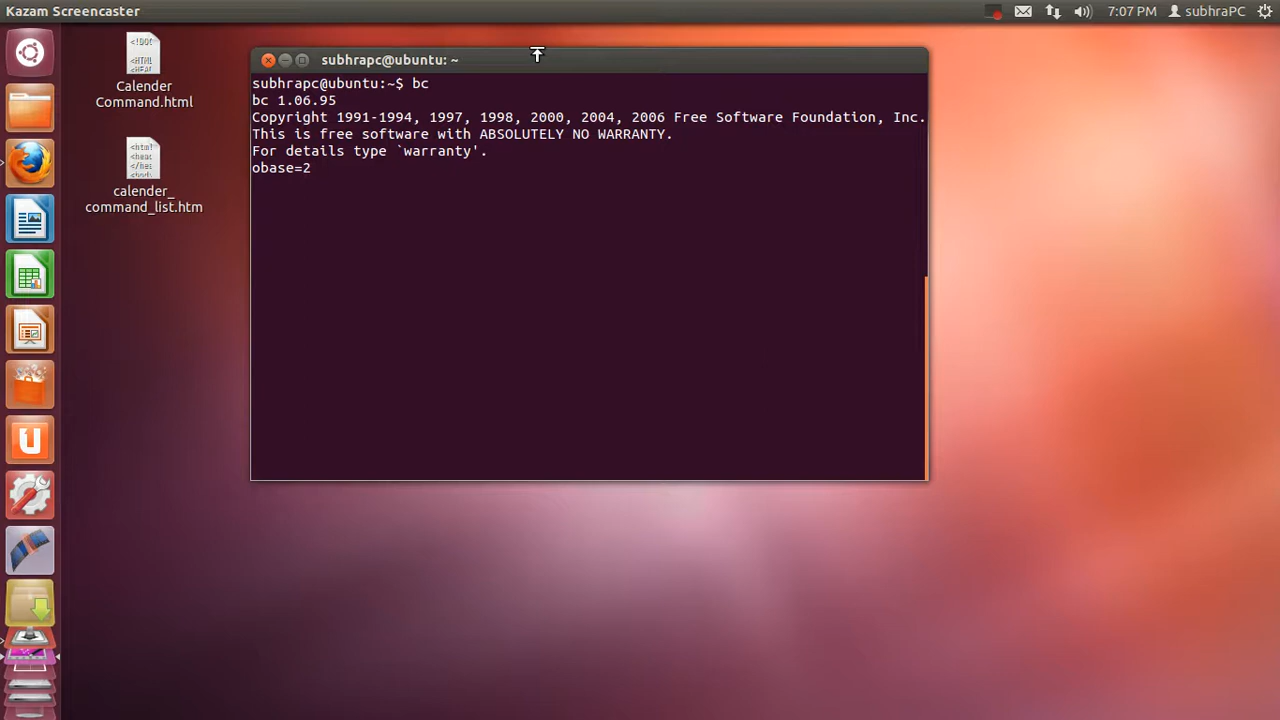 Kazam Screencaster
7:07 PM
subhraPC
Calender
Command.html
calender_
command_list.htm
subhrapc@ubuntu: ~
subhrapc@ubuntu:~$ bc
bc 1.06.95
Copyright 1991-1994, 1997, 1998, 2000, 2004, 2006 Free Software Foundation, Inc.
This is free software with ABSOLUTELY NO WARRANTY.
For details type `warranty'.
obase=2